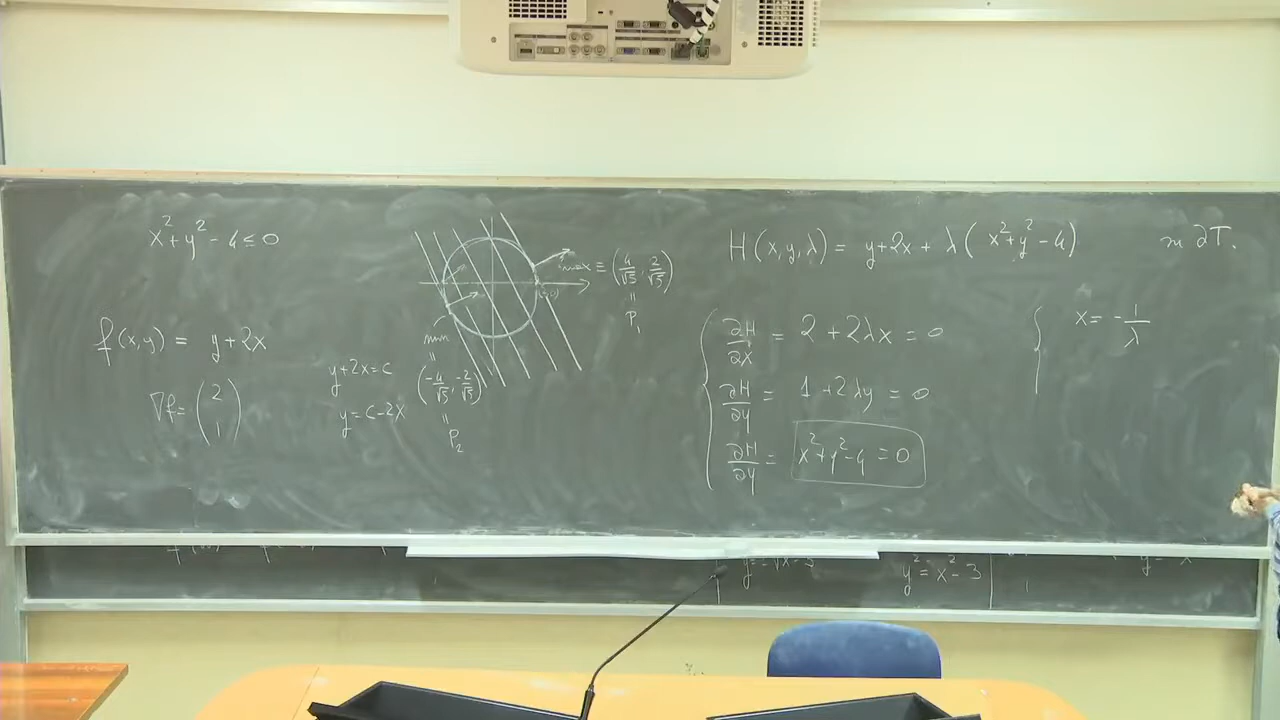 x²+y²-4≤0
f(x,y) = y+2x
∇f= (2 1)
y+2x=c
y=c-2x
max ≡ (4/√5, 2/√5)
"
P₁
min
"
(-4/√5, -2/√5)
"
P₂
H(x,y,λ)= y+2x+λ(x²+y²-4) in ∂T.
∂H/∂x = 2+2λx=0
∂H/∂y = 1+2λy=0
∂H/∂y = x²+y²-4=0
x=-1/λ
y²=x²-3